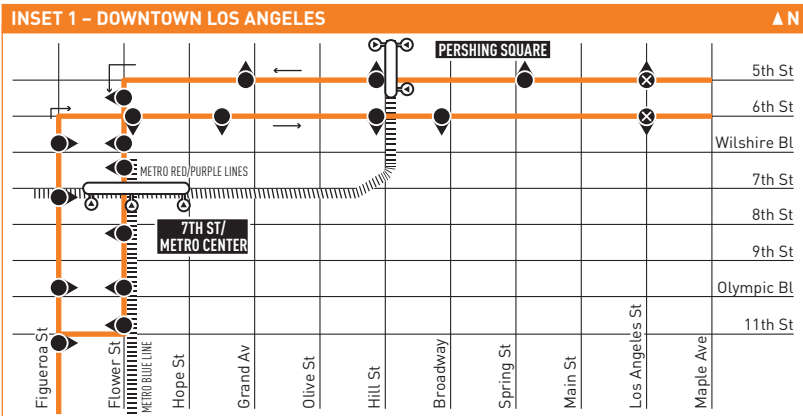 INSET 1 – DOWNTOWN LOS ANGELES
N
PERSHING SQUARE
5th St
6th St
Wilshire Bl
METRO RED/PURPLE LINES
7th St
7TH ST/
METRO CENTER
8th St
9th St
Olympic Bl
11th St
Figueroa St
Flower St
METRO BLUE LINE
Hope St
Grand Av
Olive St
Hill St
Broadway
Spring St
Main St
Los Angeles St
Maple Ave